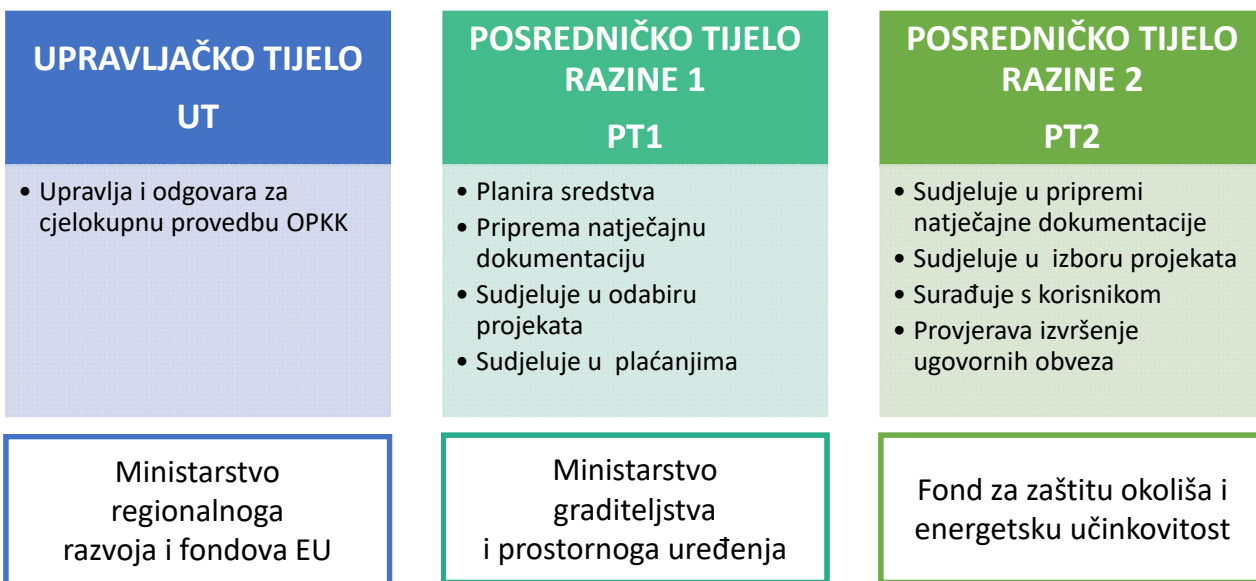 UPRAVLJAČKO TIJELO
UT
• Upravlja i odgovara za
cjelokupnu provedbu OPKK
Ministarstvo
regionalnoga
razvoja i fondova EU
POSREDNIČKO TIJELO
RAZINE 1
PT1
• Planira sredstva
• Priprema natječajnu
dokumentaciju
• Sudjeluje u odabiru
projekata
• Sudjeluje u  plaćanjima
Ministarstvo
graditeljstva
i prostornoga uređenja
POSREDNIČKO TIJELO
RAZINE 2
PT2
• Sudjeluje u pripremi
natječajne dokumentacije
• Sudjeluje u  izboru projekata
• Surađuje s korisnikom
• Provjerava izvršenje
ugovornih obveza
Fond za zaštitu okoliša i
energetsku učinkovitost